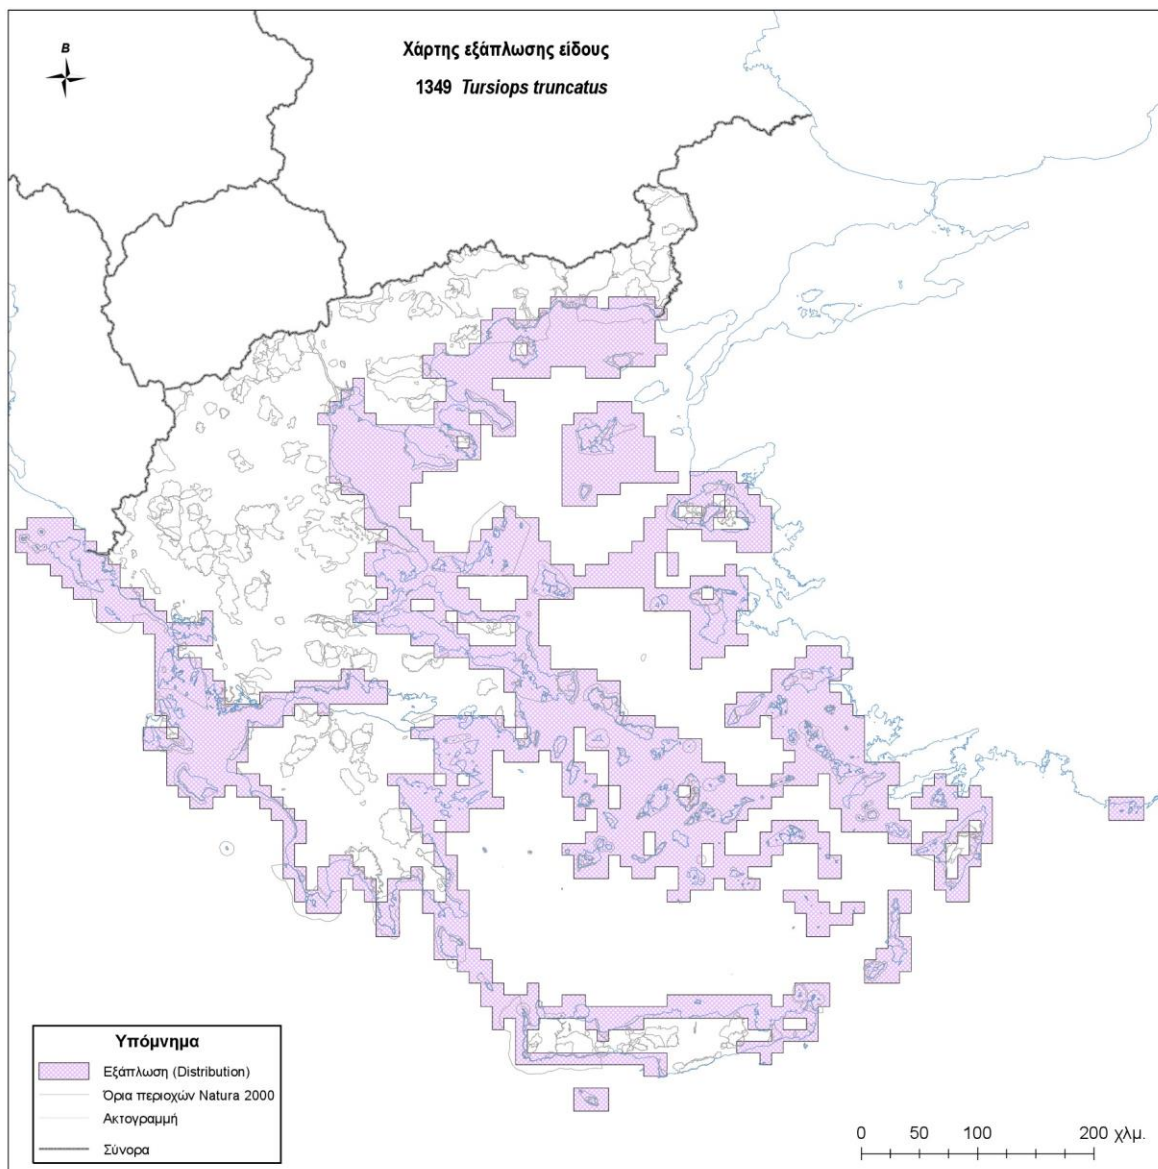 Χάρτης εξάπλωσης είδους
1349 Tursiops truncatus
B
Υπόμνημα
Εξάπλωση (Distribution)
Όρια περιοχών Natura 2000
Ακτογραμμή
Σύνορα
0 50 100 200 χλμ.